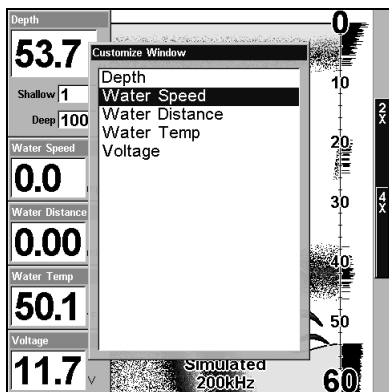 Depth
53.7
Shallow 1
Deep 100
Water Speed
0.0
Water Distance
0.00
Water Temp
50.1
Voltage
11.7 V
Customize Window
Depth
Water Speed
Water Distance
Water Temp
Voltage
0
10
20
30
40
50
60
2X
4X
Simulated
200kHz